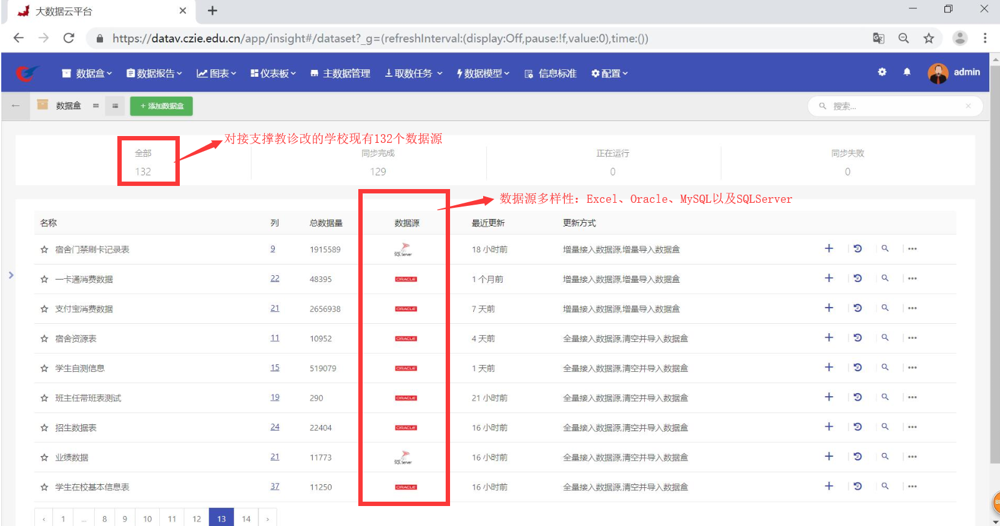 大数据云平台
https://datav.czie.edu.cn/app/insight#/dataset?_g=(refreshInterval:(display:Off,pause:!f,value:0),time:())
数据盒 数据报告 图表 仪表板 主数据管理 取数任务 数据模型 信息标准 配置 admin
数据盒 + 添加数据盒 搜索...
对接支撑教诊改的学校现有132个数据源
全部 同步完成 正在运行 同步失败
132 129 0 0
数据源多样性：Excel、Oracle、MySQL以及SQLServer
名称 列 总数据量 数据源 最近更新 更新方式
宿舍门禁刷卡记录表 9 1915589 SQL Server 18 小时前 增量接入数据源,增量导入数据盒
一卡通消费数据 22 48395 ORACLE 1 个月前 增量接入数据源,增量导入数据盒
支付宝消费数据 21 2656938 ORACLE 7 天前 增量接入数据源,增量导入数据盒
宿舍资源表 11 10952 ORACLE 4 天前 全量接入数据源,清空并导入数据盒
学生自测信息 15 519079 ORACLE 1 天前 全量接入数据源,清空并导入数据盒
班主任带班表测试 19 290 ORACLE 21 小时前 全量接入数据源,清空并导入数据盒
招生数据表 24 22404 ORACLE 16 小时前 全量接入数据源,清空并导入数据盒
业绩数据 21 11773 SQL Server 16 小时前 全量接入数据源,清空并导入数据盒
学生在校基本信息表 37 11250 ORACLE 16 小时前 全量接入数据源,清空并导入数据盒
‹ 1 ... 8 9 10 11 12 13 14 ›